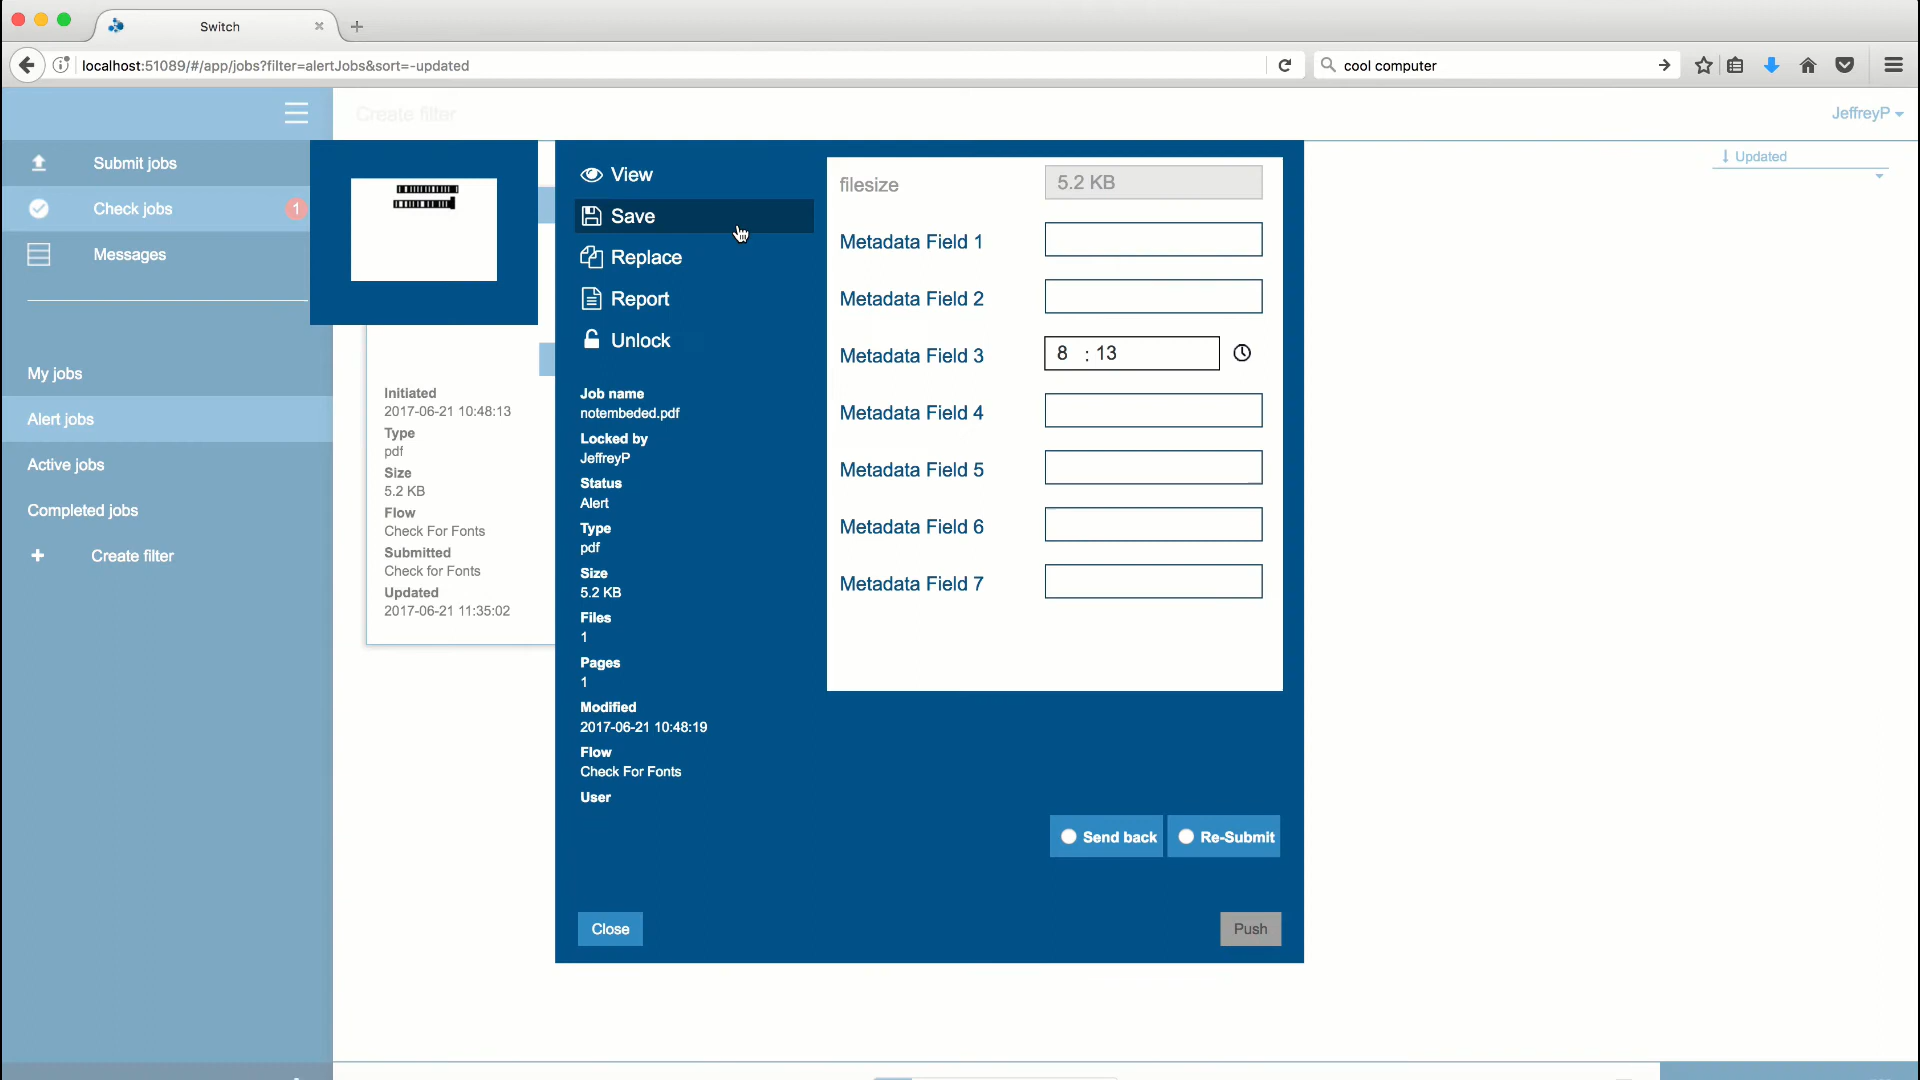 Switch
localhost:51089/#/app/jobs?filter=alertJobs&sort=-updated
cool computer
Create filter
JeffreyP
Submit jobs
Check jobs
1
Messages
My jobs
Alert jobs
Active jobs
Completed jobs
Create filter
Updated
Initiated
2017-06-21 10:48:13
Type
pdf
Size
5.2 KB
Flow
Check For Fonts
Submitted
Check for Fonts
Updated
2017-06-21 11:35:02
View
Save
Replace
Report
Unlock
Job name
notembeded.pdf
Locked by
JeffreyP
Status
Alert
Type
pdf
Size
5.2 KB
Files
1
Pages
1
Modified
2017-06-21 10:48:19
Flow
Check For Fonts
User
filesize 5.2 KB
Metadata Field 1
Metadata Field 2
Metadata Field 3 8 : 13
Metadata Field 4
Metadata Field 5
Metadata Field 6
Metadata Field 7
Send back
Re-Submit
Close
Push